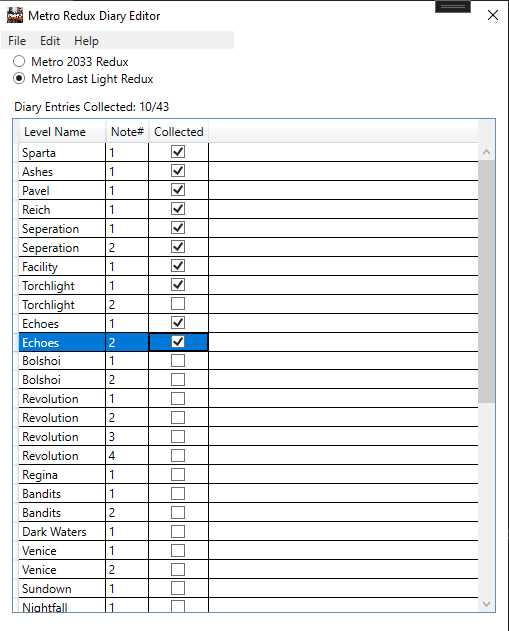 Metro Redux Diary Editor
File Edit Help
Metro 2033 Redux
Metro Last Light Redux
Diary Entries Collected: 10/43
Level Name Note# Collected
Sparta 1
Ashes 1
Pavel 1
Reich 1
Seperation 1
Seperation 2
Facility 1
Torchlight 1
Torchlight 2
Echoes 1
Echoes 2
Bolshoi 1
Bolshoi 2
Revolution 1
Revolution 2
Revolution 3
Revolution 4
Regina 1
Bandits 1
Bandits 2
Dark Waters 1
Venice 1
Venice 2
Sundown 1
Nightfall 1